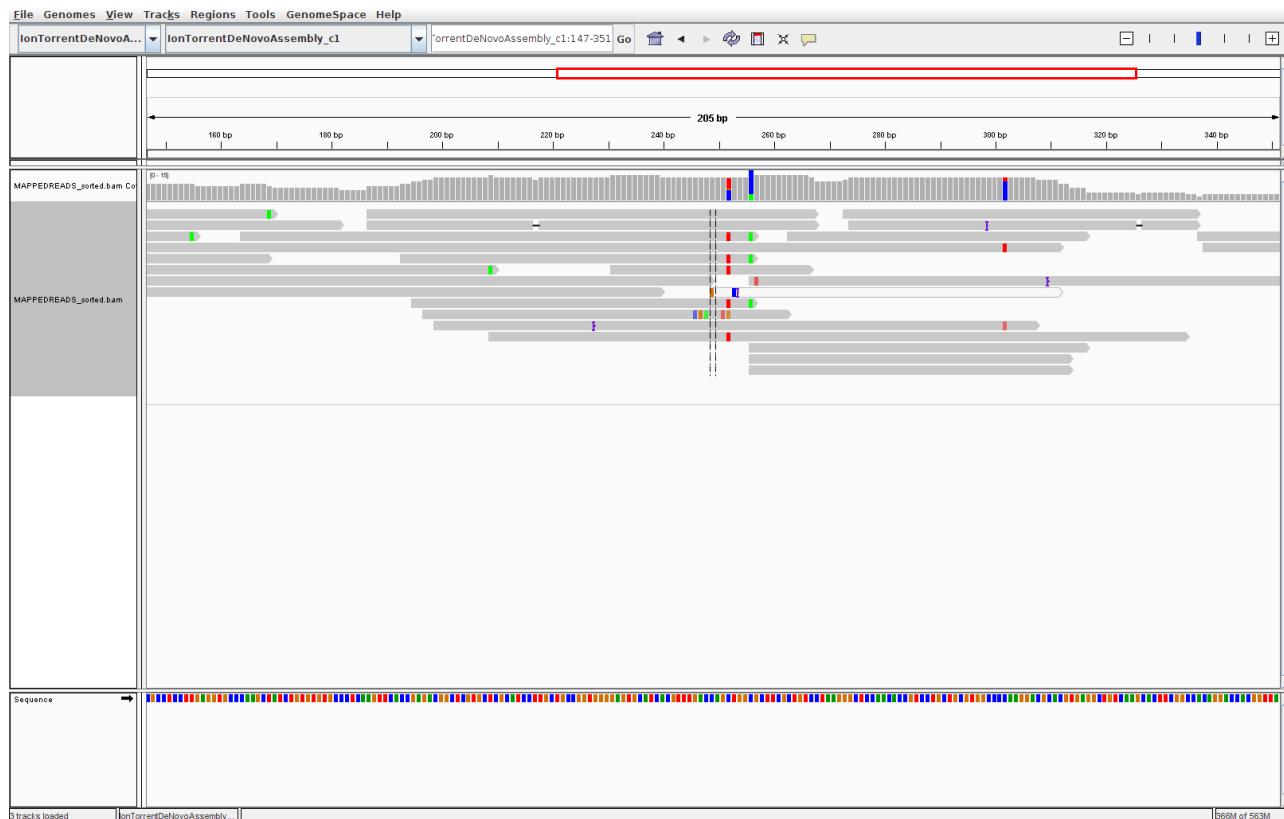 File Genomes View Tracks Regions Tools GenomeSpace Help
IonTorrentDeNovoA... IonTorrentDeNovoAssembly_c1 orrentDeNovoAssembly_c1:147-351 Go
205 bp
160 bp 180 bp 200 bp 220 bp 240 bp 260 bp 280 bp 300 bp 320 bp 340 bp
MAPPEDREADS_sorted.bam Co
[0 - 15]
MAPPEDREADS_sorted.bam
Sequence
3 tracks loaded IonTorrentDeNovoAssembly... 366M of 563M